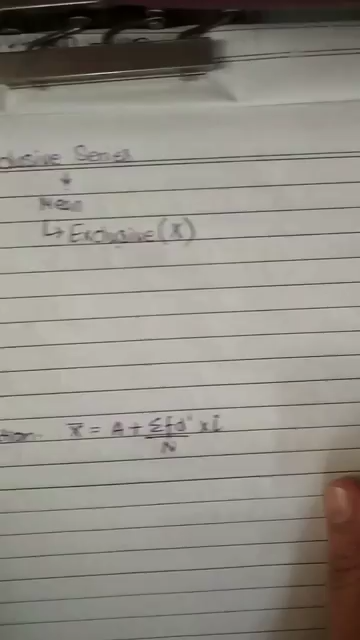 Series
↓
Mean
↳ Exclusive (X)
x̄ = A + Σfd' x i
N